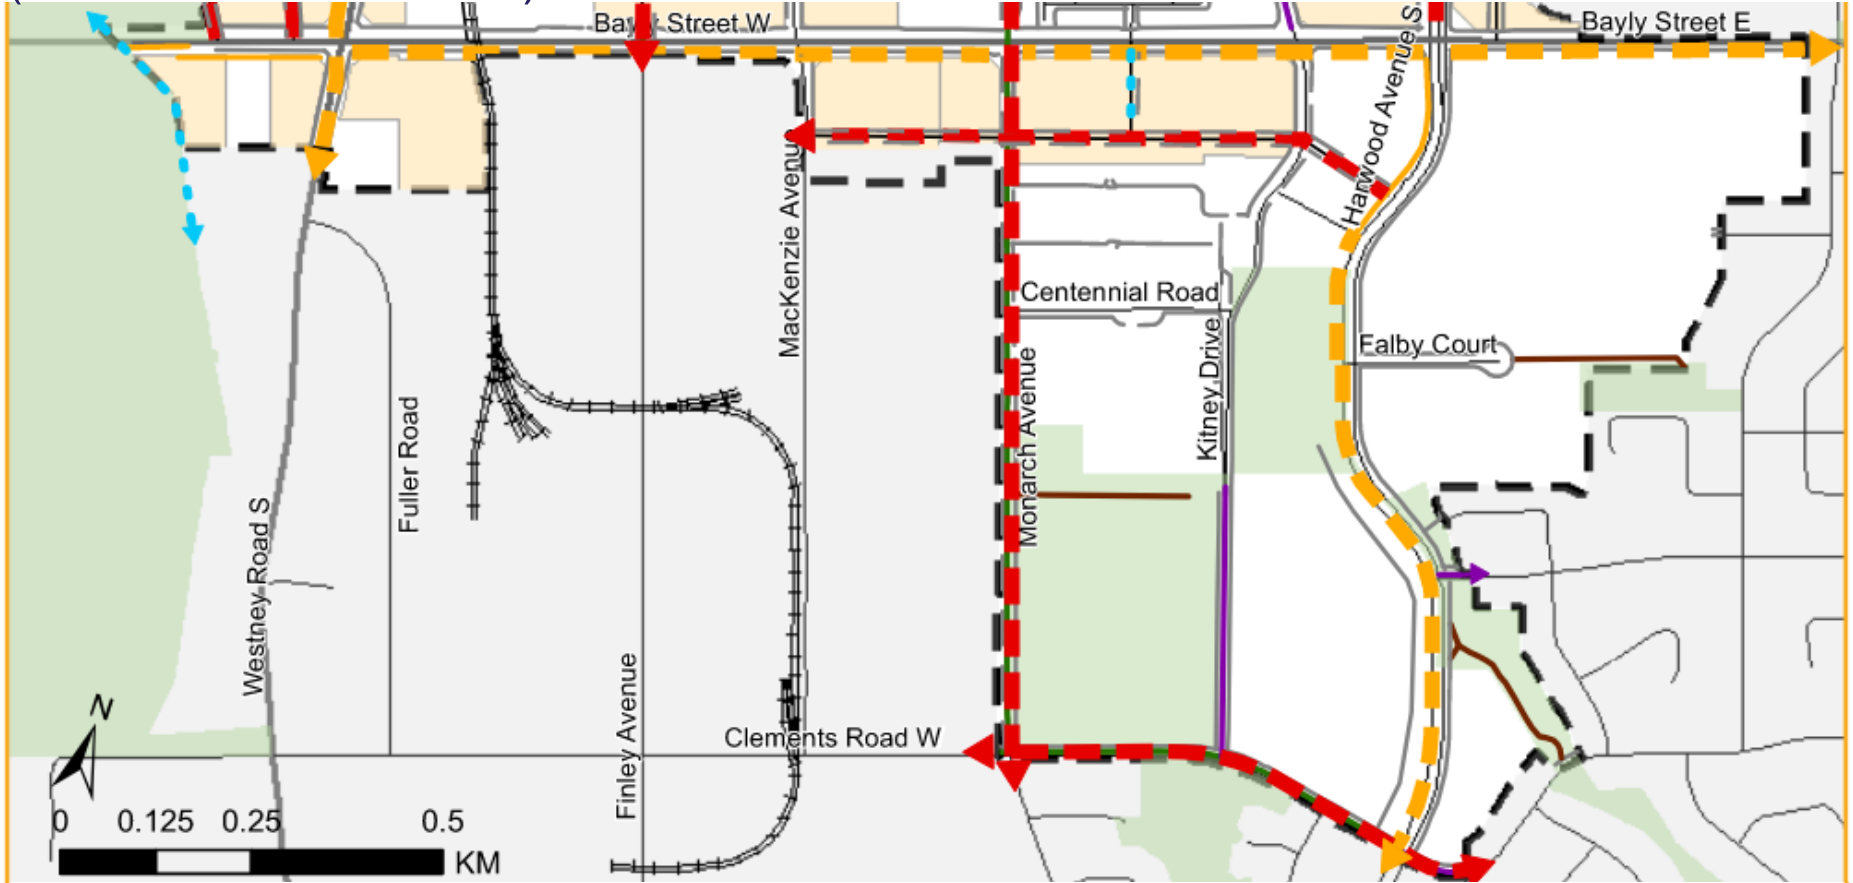 Bayly Street W
Bayly Street E
Harwood Avenue S
MacKenzie Avenue
Centennial Road
Falby Court
Kitney Drive
Monarch Avenue
Fuller Road
Westney Road S
Finley Avenue
Clements Road W
N
0 0.125 0.25 0.5
KM